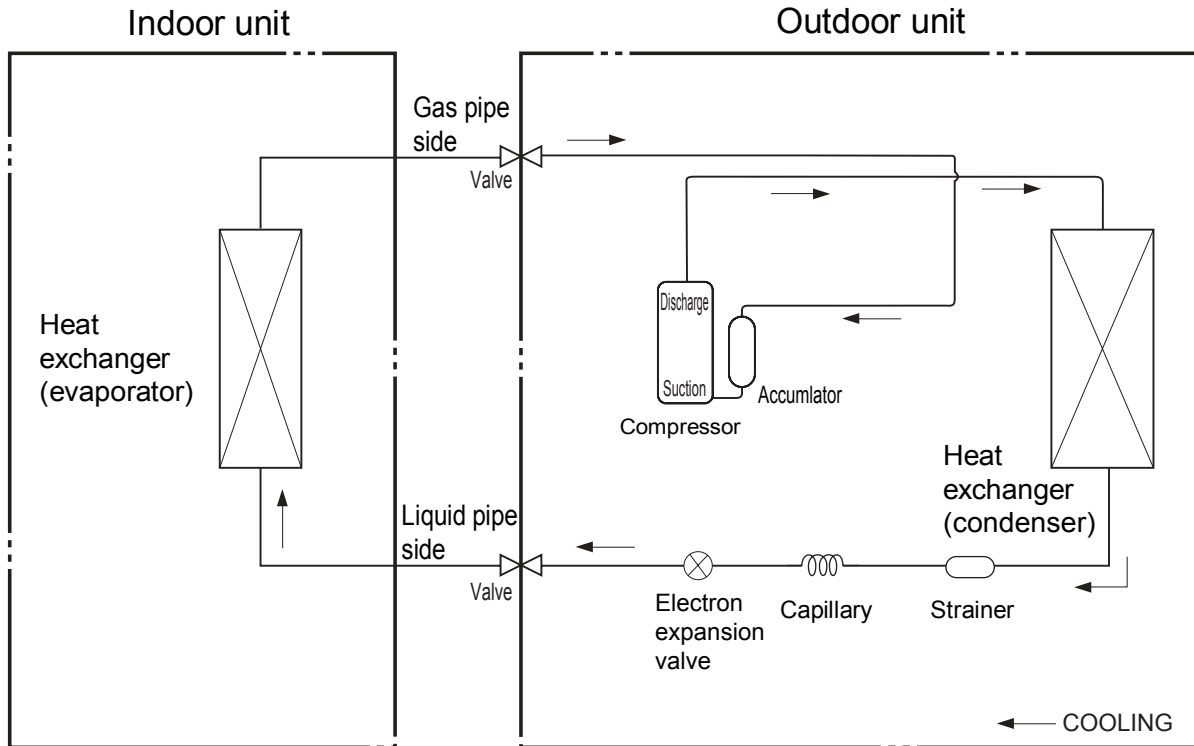 Indoor unit
Outdoor unit
Gas pipe
side
Valve
Discharge
Suction
Accumlator
Compressor
Heat
exchanger
(evaporator)
Heat
exchanger
(condenser)
Liquid pipe
side
Valve
Electron
expansion
valve
Capillary
Strainer
COOLING